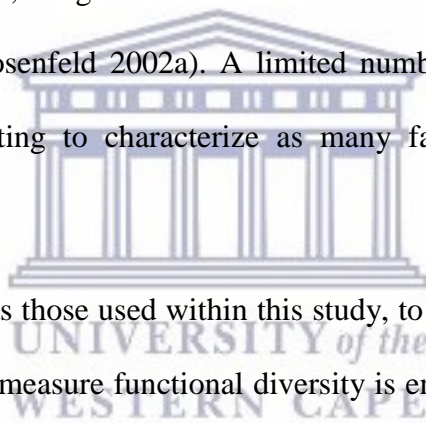 osenfeld 2002a). A limited numb
ting to characterize as many fa
s those used within this study, to
UNIVERSITY of the
measure functional diversity is en
WESTERN CAPE